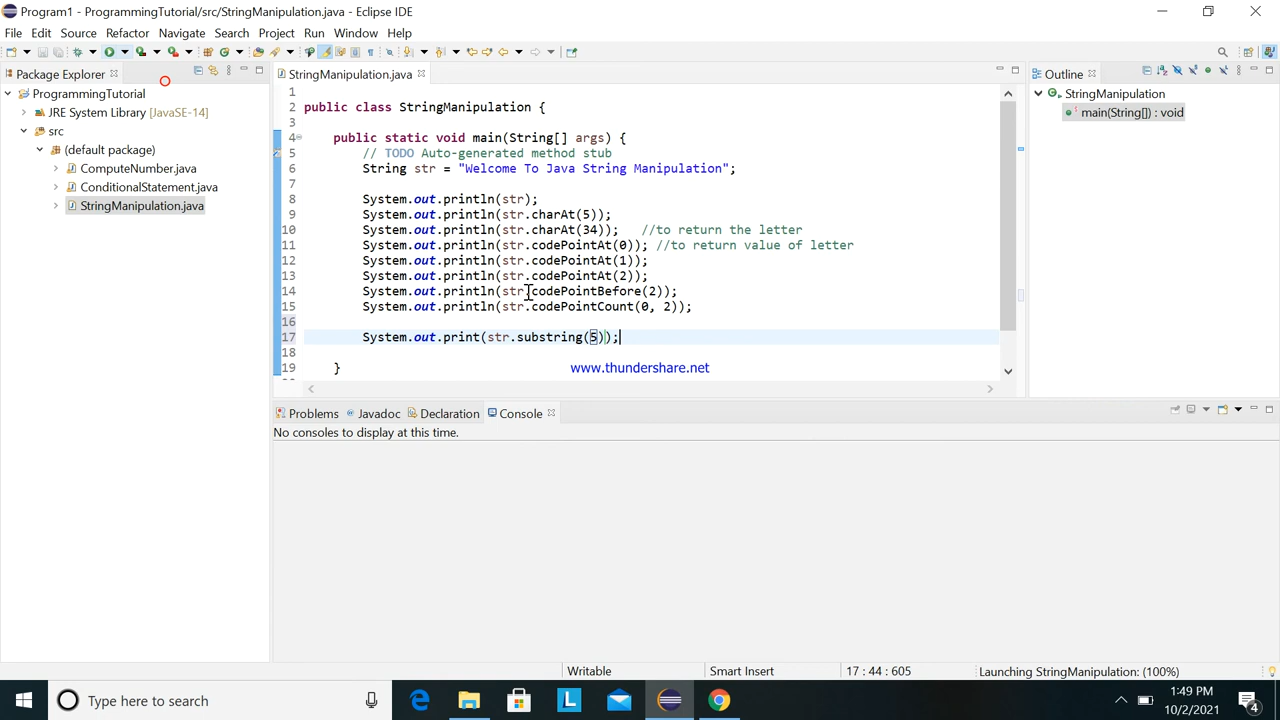 Program1 - ProgrammingTutorial/src/StringManipulation.java - Eclipse IDE
File Edit Source Refactor Navigate Search Project Run Window Help
Package Explorer
ProgrammingTutorial
JRE System Library [JavaSE-14]
src
(default package)
ComputeNumber.java
ConditionalStatement.java
StringManipulation.java
StringManipulation.java
1
2 public class StringManipulation {
3
4 public static void main(String[] args) {
5 // TODO Auto-generated method stub
6 String str = "Welcome To Java String Manipulation";
7
8 System.out.println(str);
9 System.out.println(str.charAt(5));
10 System.out.println(str.charAt(34)); //to return the letter
11 System.out.println(str.codePointAt(0)); //to return value of letter
12 System.out.println(str.codePointAt(1));
13 System.out.println(str.codePointAt(2));
14 System.out.println(str.codePointBefore(2));
15 System.out.println(str.codePointCount(0, 2));
16
17 System.out.print(str.substring(5));
18
19 }
www.thundershare.net
Outline
StringManipulation
main(String[]) : void
Problems Javadoc Declaration Console
No consoles to display at this time.
Writable Smart Insert 17 : 44 : 605 Launching StringManipulation: (100%)
Type here to search
1:49 PM
10/2/2021
4